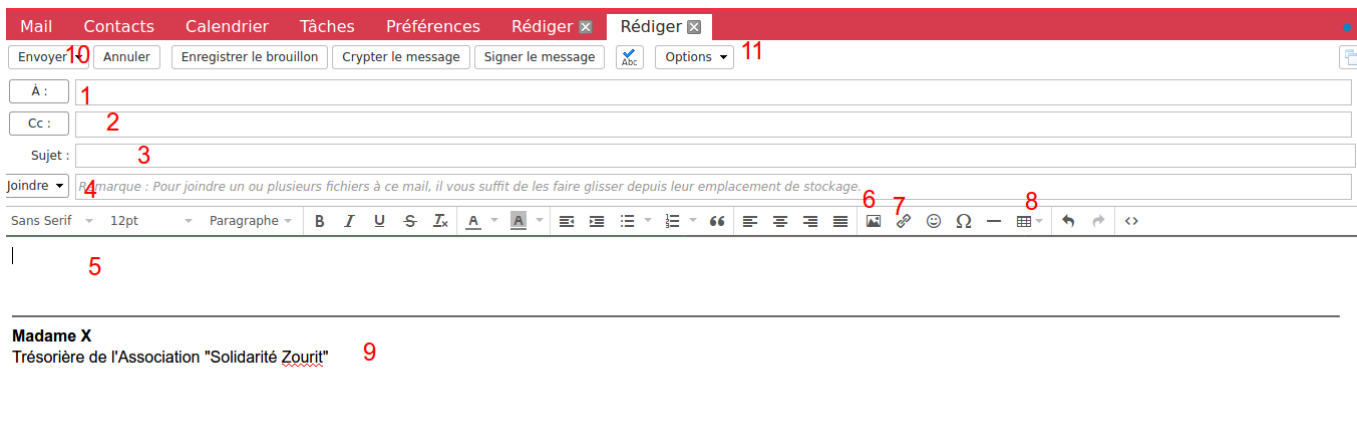 Mail Contacts Calendrier Tâches Préférences Rédiger Rédiger
Envoyer 10 Annuler Enregistrer le brouillon Crypter le message Signer le message Abc Options 11
À : 1
Cc : 2
Sujet : 3
Joindre 4 Remarque : Pour joindre un ou plusieurs fichiers à ce mail, il vous suffit de les faire glisser depuis leur emplacement de stockage.
6 7 8
Sans Serif 12pt Paragraphe B I U S Ix A A Ω <>
5
Madame X
Trésorière de l'Association "Solidarité Zourit" 9